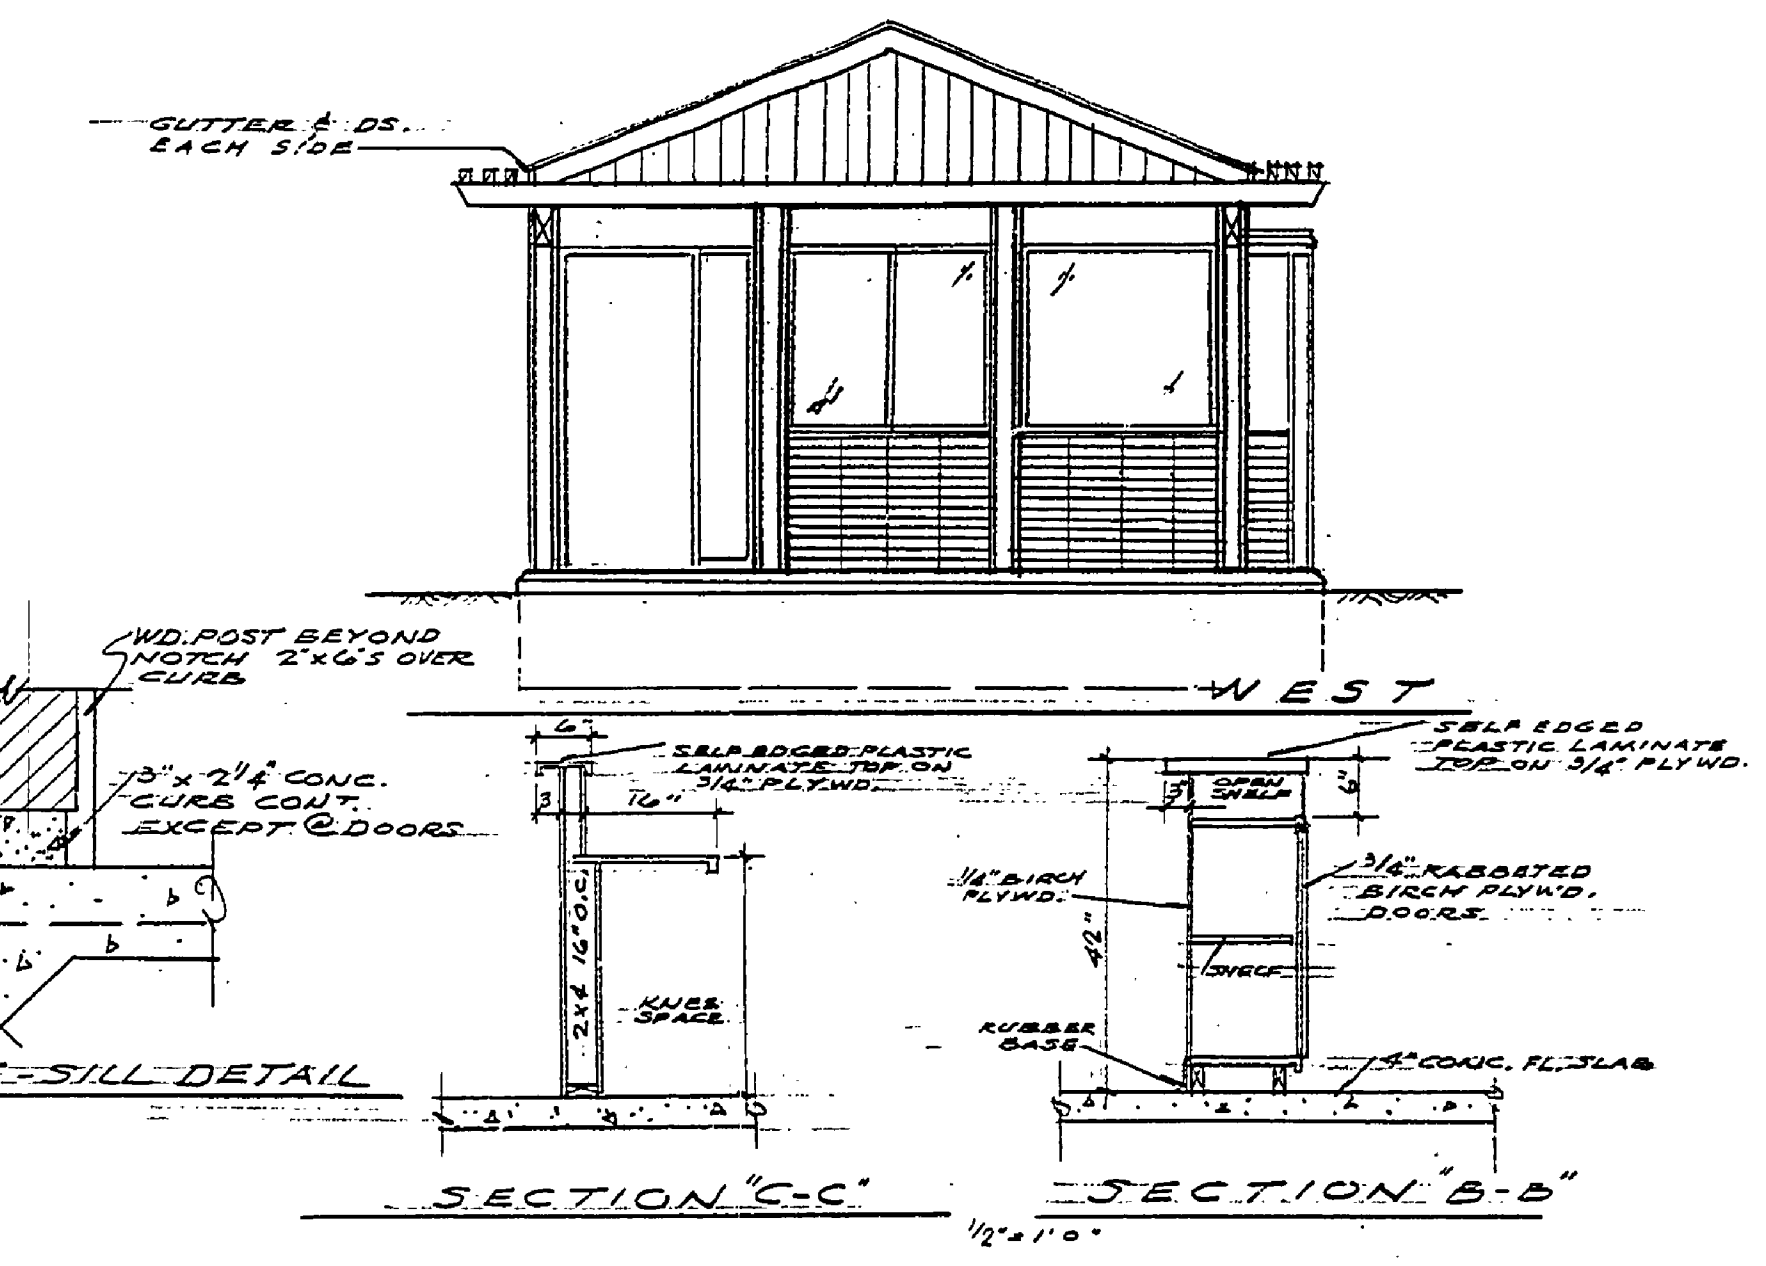 GUTTER & DS.
EACH SIDE
WD. POST BEYOND
NOTCH 2"x6"S OVER
CURB
3" x 2 1/4" CONC.
CURB CONT.
EXCEPT @ DOORS
-SILL DETAIL
WEST
6"
SELF EDGED PLASTIC
LAMINATE TOP ON
3/4" PLYWD.
3
16"
2x4 16" O.C.
KNEE
SPACE
SECTION "C-C"
SELF EDGED
PLASTIC LAMINATE
TOP ON 3/4" PLYWD.
OPEN
SHELF
3"
6"
1/4" BIRCH
PLYWD.
42"
3/4" RABBETED
BIRCH PLYWD.
DOORS
SHELF
RUBBER
BASE
4" CONC. FL. SLAB
SECTION "B-B"
1/2" = 1'0"